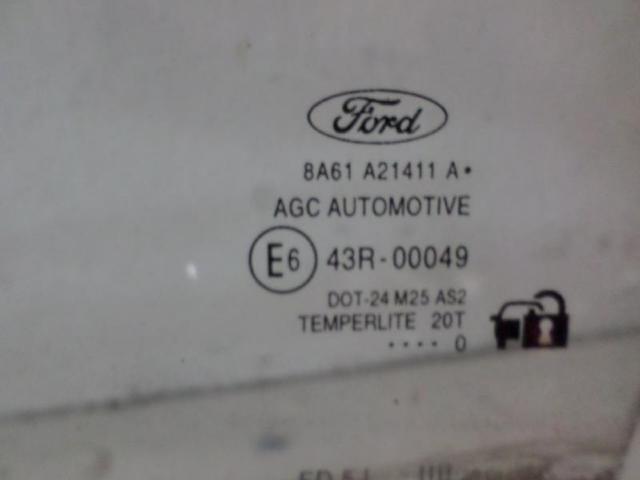 Ford
8A61 A21411 A•
AGC AUTOMOTIVE
E6 43R-00049
DOT-24 M25 AS2
TEMPERLITE 20T
•••• 0